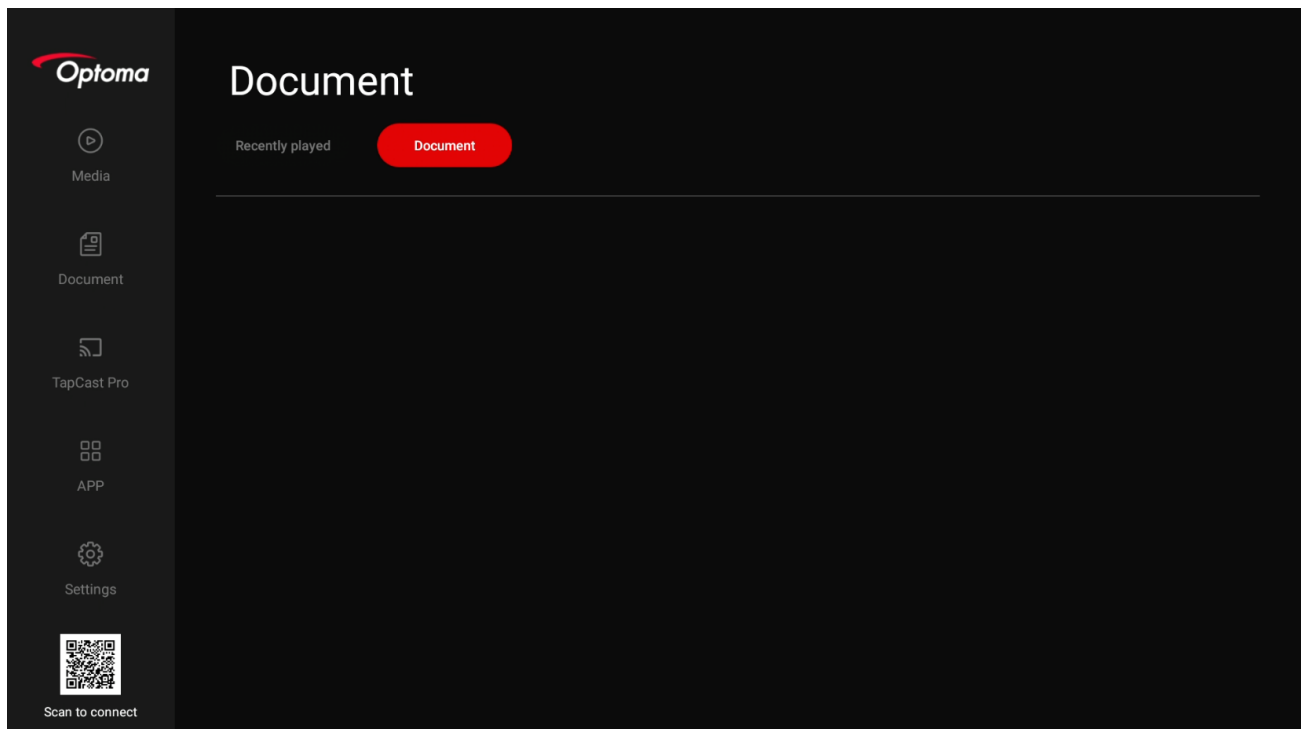 Optoma
Media
Document
TapCast Pro
APP
Settings
Scan to connect
Document
Recently played
Document